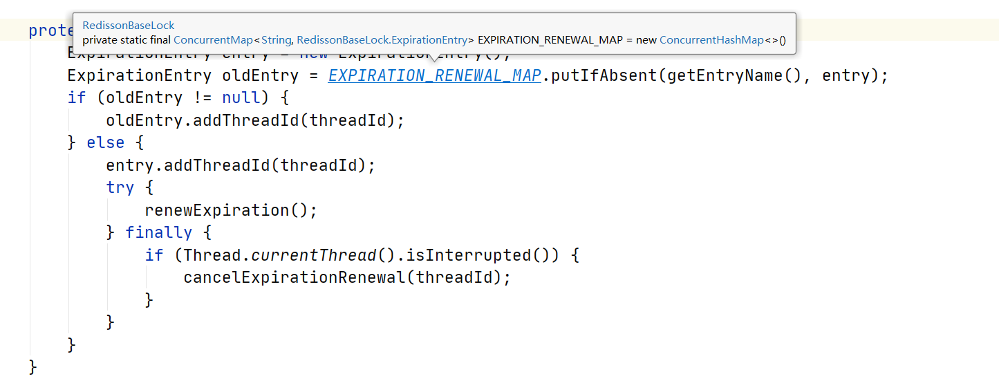 RedissonBaseLock
private static final ConcurrentMap<String, RedissonBaseLock.ExpirationEntry> EXPIRATION_RENEWAL_MAP = new ConcurrentHashMap<>()
prote
ExpirationEntry entry = new ExpirationEntry();
ExpirationEntry oldEntry = EXPIRATION_RENEWAL_MAP.putIfAbsent(getEntryName(), entry);
if (oldEntry != null) {
oldEntry.addThreadId(threadId);
} else {
entry.addThreadId(threadId);
try {
renewExpiration();
} finally {
if (Thread.currentThread().isInterrupted()) {
cancelExpirationRenewal(threadId);
}
}
}
}